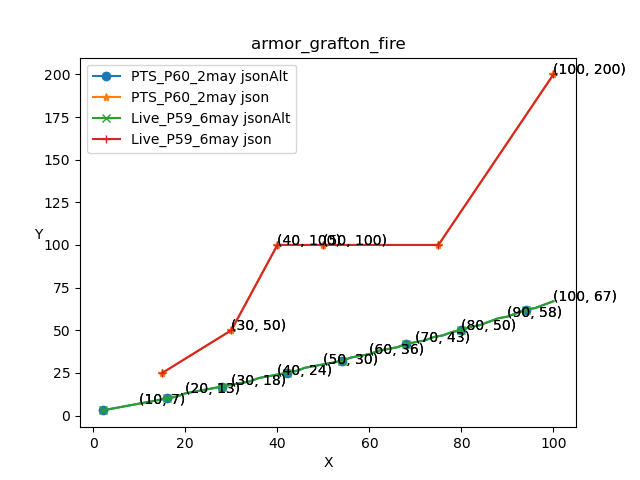 armor_grafton_fire
PTS_P60_2may jsonAlt
PTS_P60_2may json
Live_P59_6may jsonAlt
Live_P59_6may json
(100, 200)
(40, 100)
(50, 100)
(30, 50)
(100, 67)
(90, 58)
(80, 50)
(70, 43)
(60, 36)
(50, 30)
(40, 24)
(30, 18)
(20, 13)
(10, 7)
Y
200
175
150
125
100
75
50
25
0
0 20 40 60 80 100
X